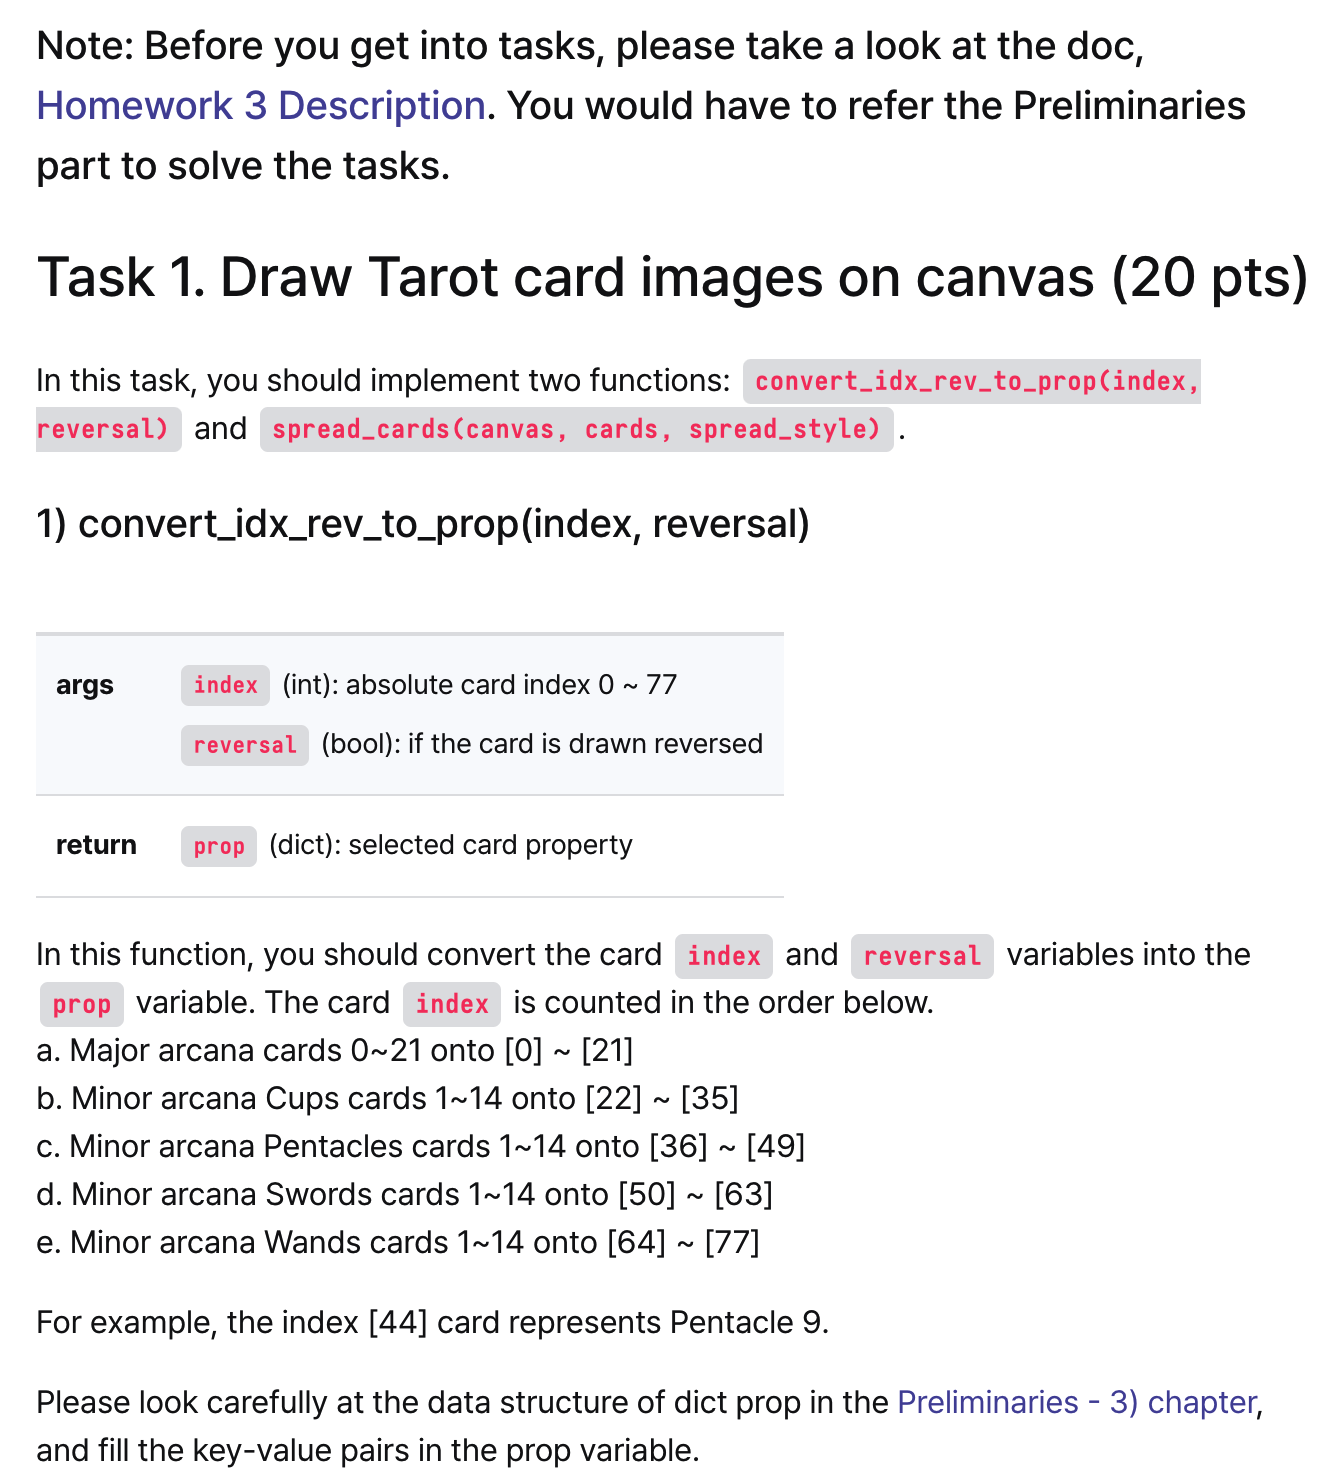 Note: Before you get into tasks, please take a look at the doc,
Homework 3 Description. You would have to refer the Preliminaries
part to solve the tasks.
Task 1. Draw Tarot card images on canvas (20 pts)
In this task, you should implement two functions: convert_idx_rev_to_prop(index,
reversal) and spread_cards(canvas, cards, spread_style).
1) convert_idx_rev_to_prop(index, reversal)
args index (int): absolute card index 0 ~ 77
reversal (bool): if the card is drawn reversed
return prop (dict): selected card property
In this function, you should convert the card index and reversal variables into the
prop variable. The card index is counted in the order below.
a. Major arcana cards 0~21 onto [0] ~ [21]
b. Minor arcana Cups cards 1~14 onto [22] ~ [35]
c. Minor arcana Pentacles cards 1~14 onto [36] ~ [49]
d. Minor arcana Swords cards 1~14 onto [50] ~ [63]
e. Minor arcana Wands cards 1~14 onto [64] ~ [77]
For example, the index [44] card represents Pentacle 9.
Please look carefully at the data structure of dict prop in the Preliminaries - 3) chapter,
and fill the key-value pairs in the prop variable.